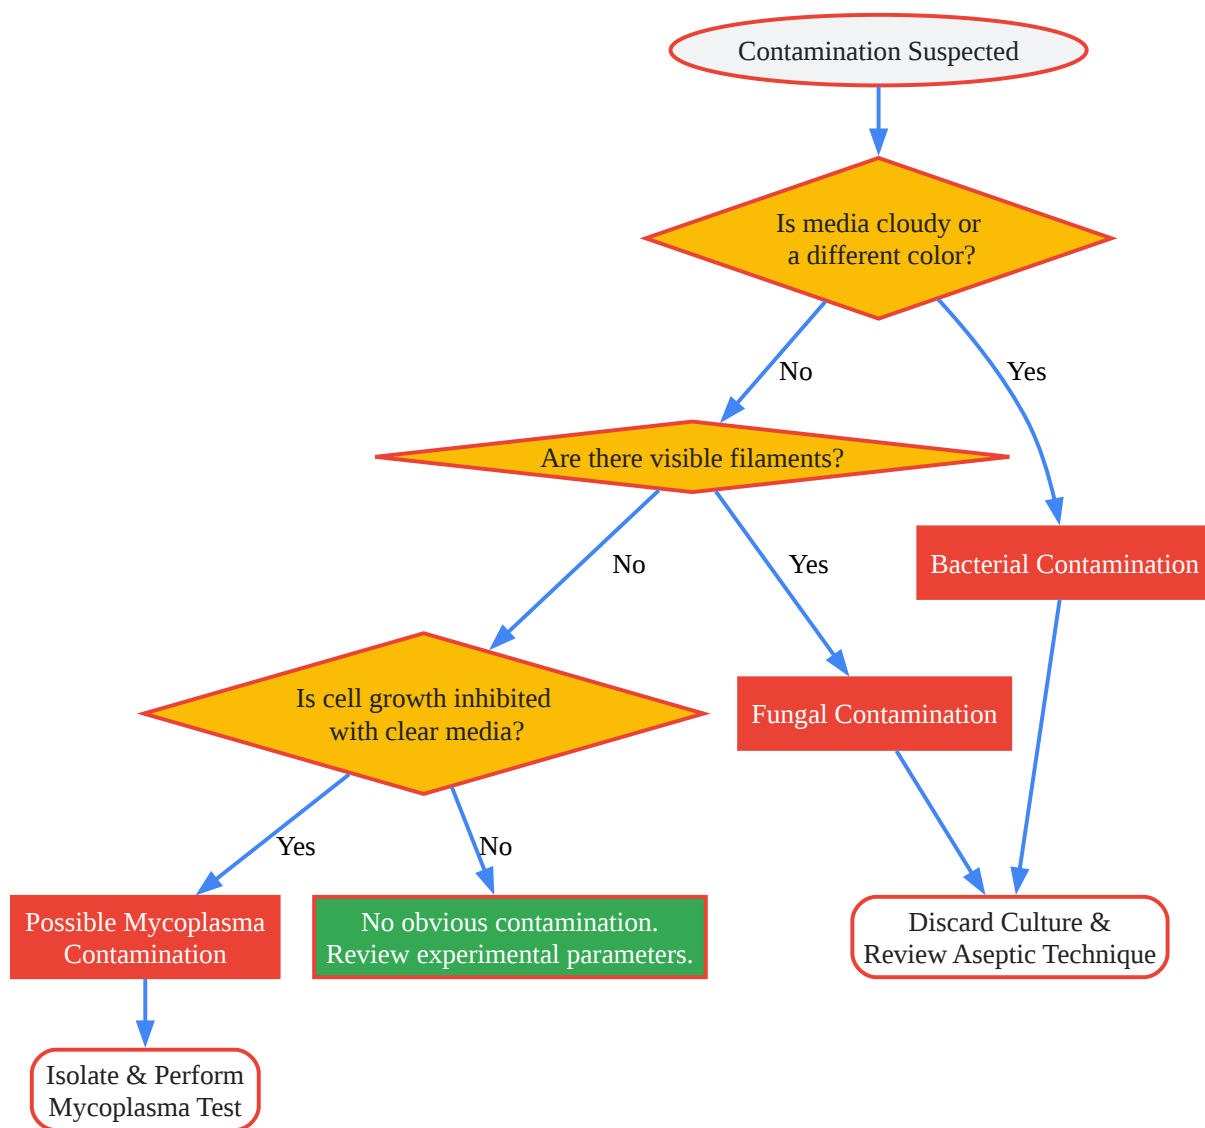 Contamination Suspected
Is media cloudy or
a different color?
No
Yes
Are there visible filaments?
No
Yes
Bacterial Contamination
Is cell growth inhibited
with clear media?
Fungal Contamination
Yes
No
Possible Mycoplasma
Contamination
No obvious contamination.
Review experimental parameters.
Discard Culture &
Review Aseptic Technique
Isolate & Perform
Mycoplasma Test